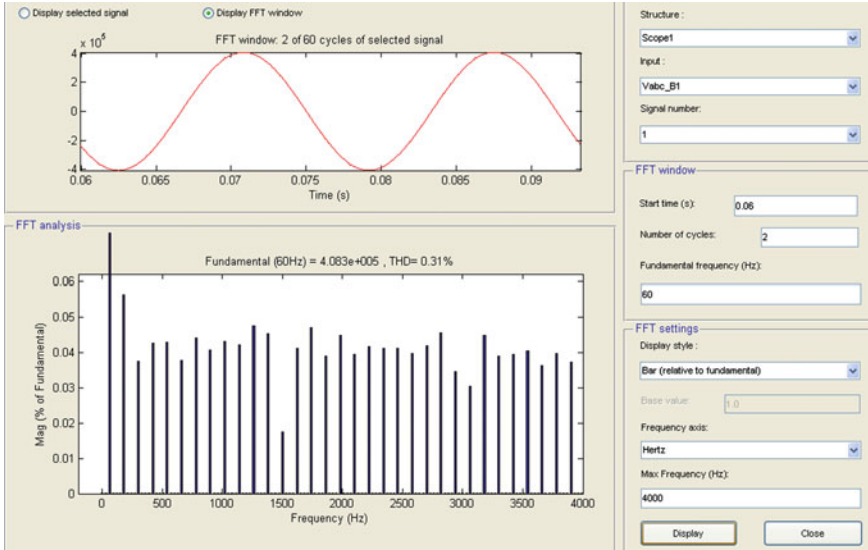 Display selected signal
Display FFT window
FFT window: 2 of 60 cycles of selected signal
x 10^5
4
2
0
-2
-4
0.06 0.065 0.07 0.075 0.08 0.085 0.09
Time (s)
FFT analysis
Fundamental (60Hz) = 4.083e+005 , THD= 0.31%
0.06
0.05
0.04
0.03
0.02
0.01
0
Mag (% of Fundamental)
0 500 1000 1500 2000 2500 3000 3500 4000
Frequency (Hz)
Structure :
Scope1
Input :
Vabc_B1
Signal number:
1
FFT window
Start time (s): 0.06
Number of cycles: 2
Fundamental frequency (Hz):
60
FFT settings
Display style :
Bar (relative to fundamental)
Base value: 1.0
Frequency axis:
Hertz
Max Frequency (Hz):
4000
Display Close